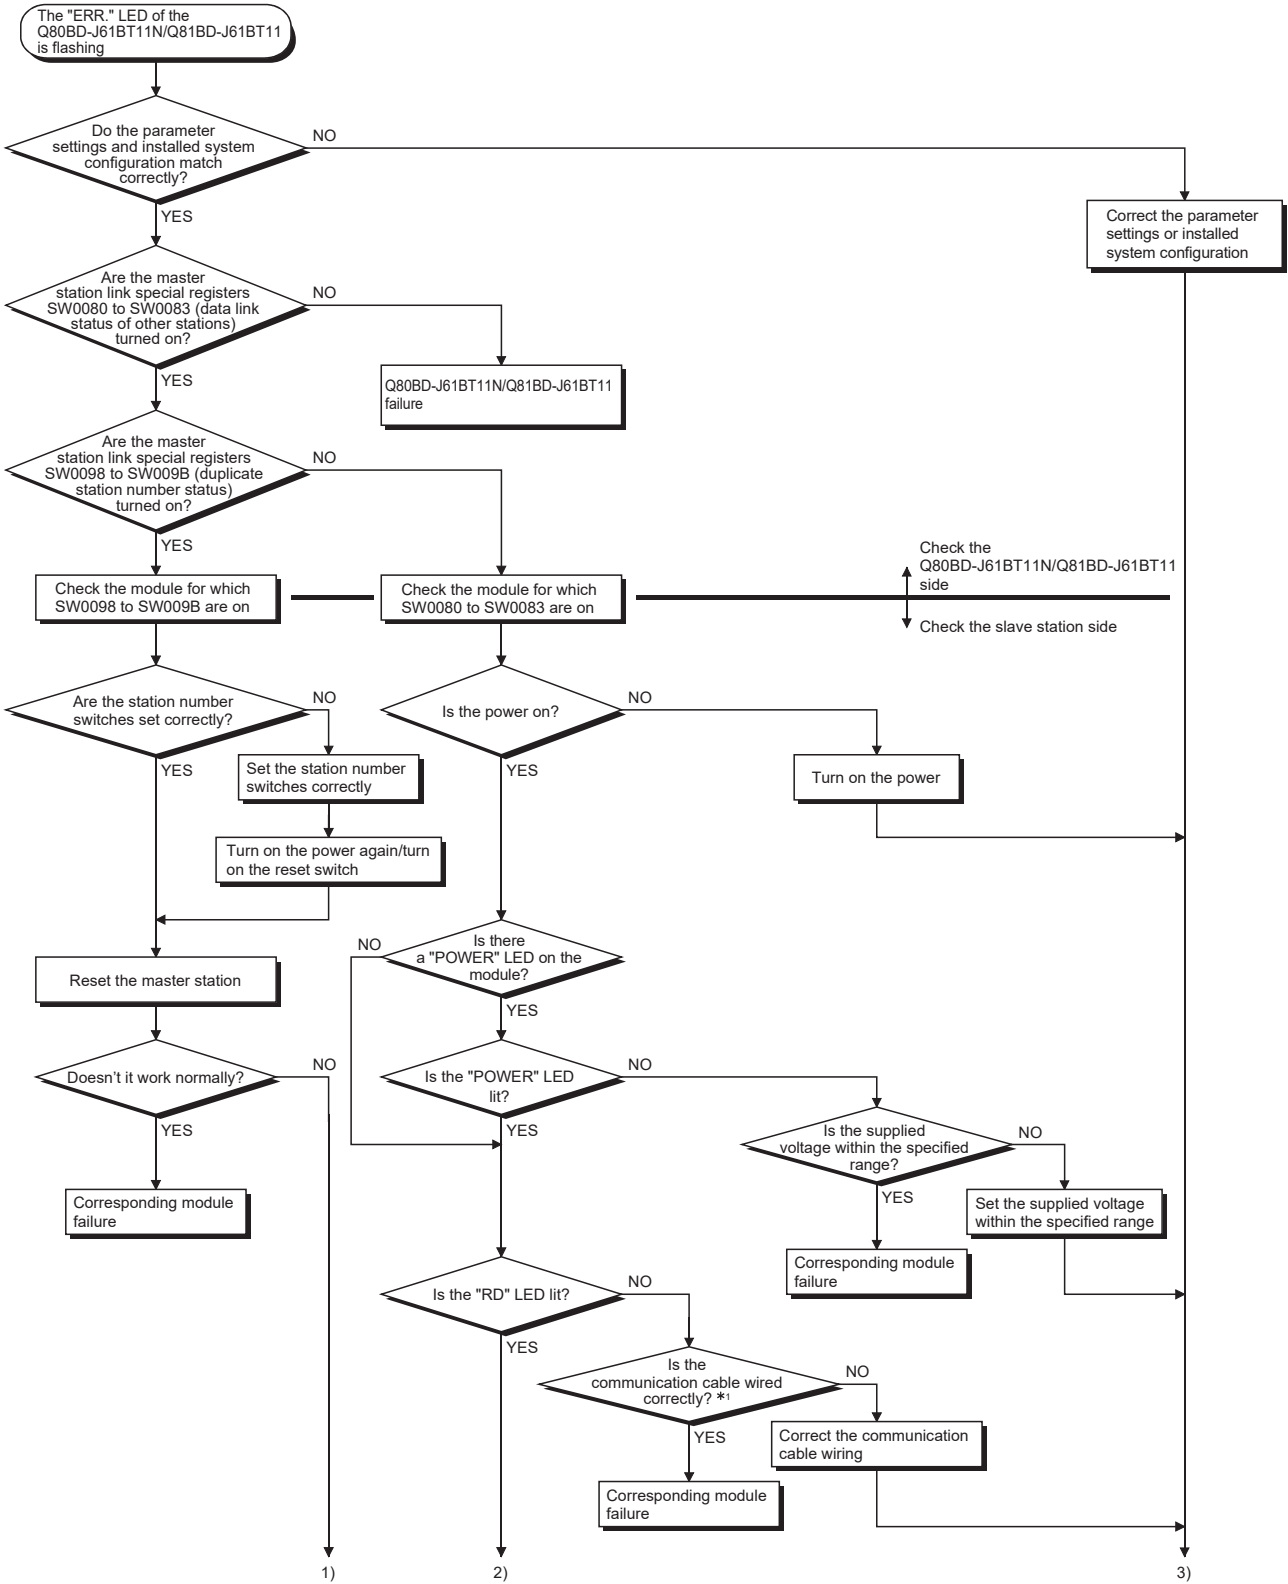 The "ERR." LED of the
Q80BD-J61BT11N/Q81BD-J61BT11
is flashing
Do the parameter
settings and installed system
configuration match
correctly?
NO
YES
Correct the parameter
settings or installed
system configuration
Are the master
station link special registers
SW0080 to SW0083 (data link
status of other stations)
turned on?
NO
YES
Q80BD-J61BT11N/Q81BD-J61BT11
failure
Are the master
station link special registers
SW0098 to SW009B (duplicate
station number status)
turned on?
NO
YES
Check the
Q80BD-J61BT11N/Q81BD-J61BT11
side
Check the slave station side
Check the module for which
SW0098 to SW009B are on
Check the module for which
SW0080 to SW0083 are on
Are the station number
switches set correctly?
NO
YES
Is the power on?
NO
YES
Set the station number
switches correctly
Turn on the power
Turn on the power again/turn
on the reset switch
Reset the master station
NO
Is there
a "POWER" LED on the
module?
YES
Doesn't it work normally?
NO
YES
Is the "POWER" LED
lit?
NO
YES
Is the supplied
voltage within the specified
range?
NO
YES
Corresponding module
failure
Set the supplied voltage
within the specified range
Corresponding module
failure
Is the "RD" LED lit?
NO
YES
Is the
communication cable wired
correctly? *1
NO
YES
Correct the communication
cable wiring
Corresponding module
failure
1)
2)
3)